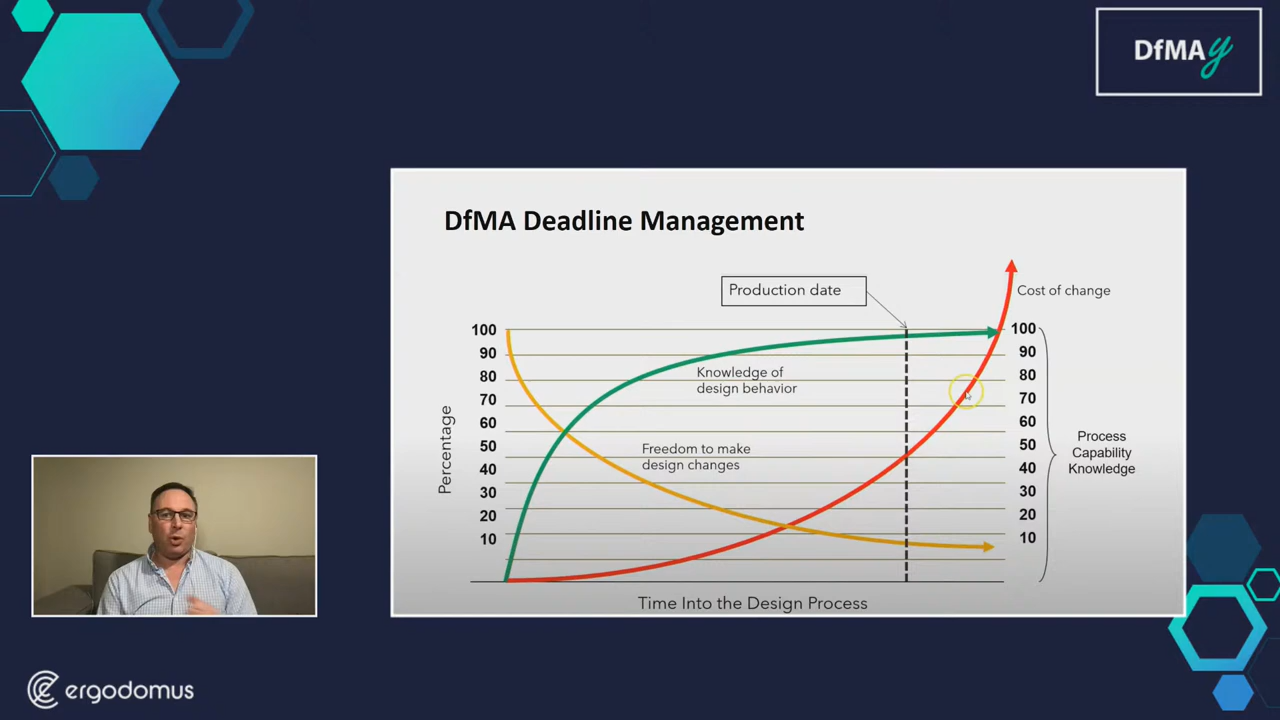 DfMAy
DfMA Deadline Management
Production date
Cost of change
100
90
80
70
60
50
40
30
20
10
Percentage
Knowledge of
design behavior
Freedom to make
design changes
100
90
80
70
60
50
40
30
20
10
Process
Capability
Knowledge
Time Into the Design Process
ergodomus